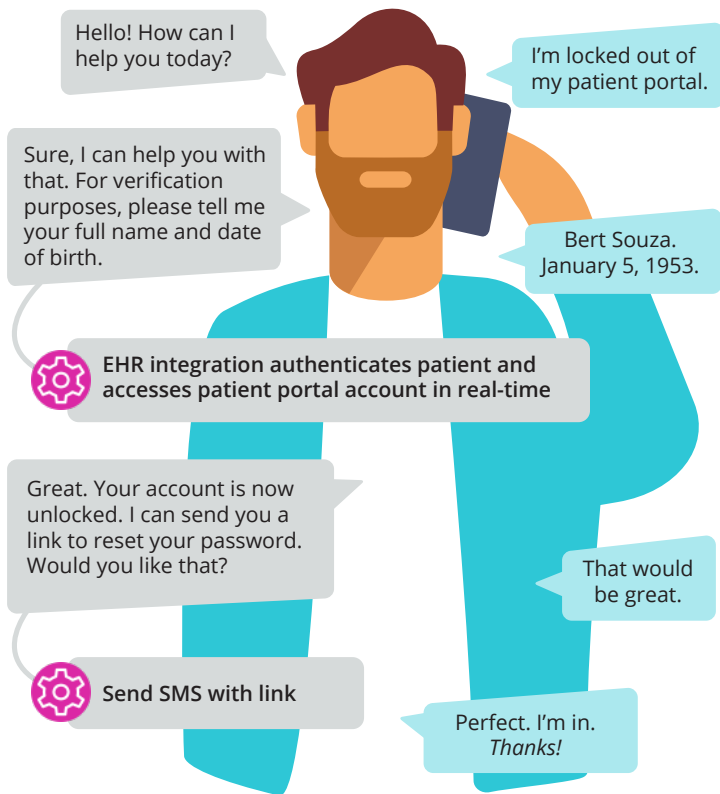 Hello! How can I
help you today?
I’m locked out of
my patient portal.
Sure, I can help you with
that. For verification
purposes, please tell me
your full name and date
of birth.
Bert Souza.
January 5, 1953.
EHR integration authenticates patient and
accesses patient portal account in real-time
Great. Your account is now
unlocked. I can send you a
link to reset your password.
Would you like that?
That would
be great.
Send SMS with link
Perfect. I’m in.
Thanks!